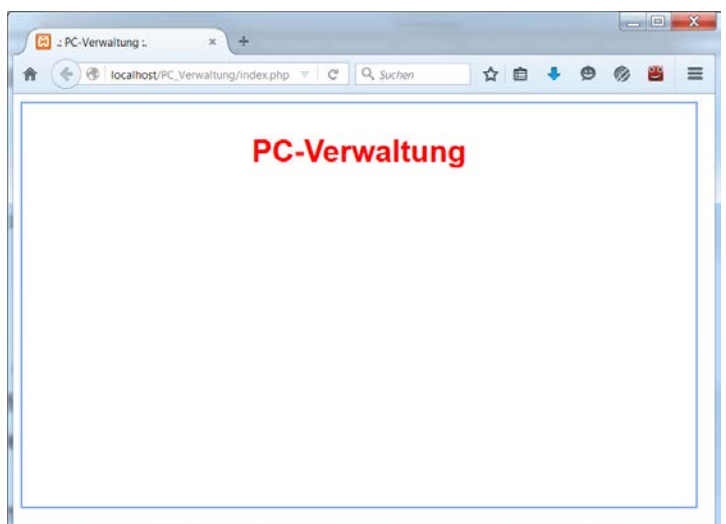 .: PC-Verwaltung :.
localhost/PC_Verwaltung/index.php
Suchen
PC-Verwaltung